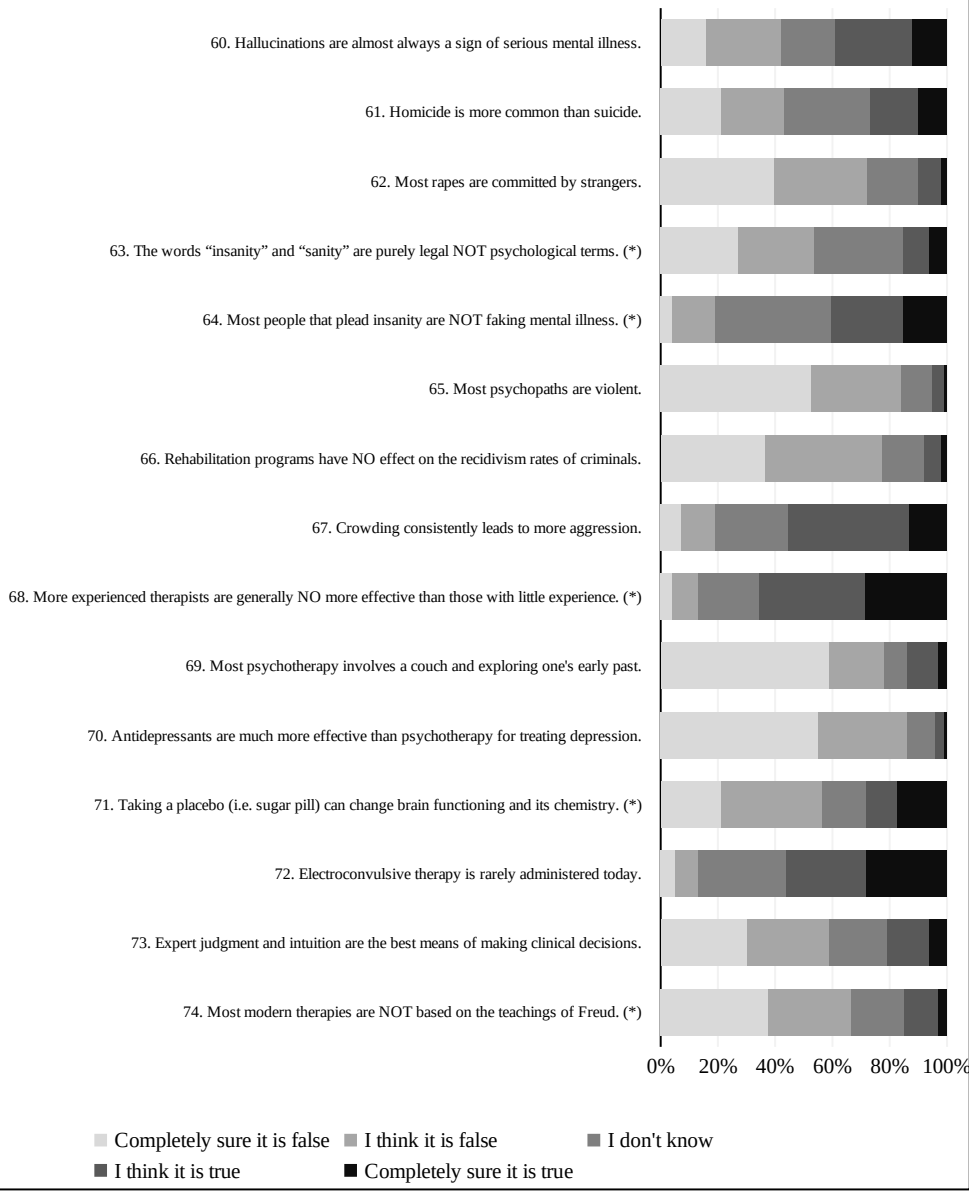 60. Hallucinations are almost always a sign of serious mental illness.
61. Homicide is more common than suicide.
62. Most rapes are committed by strangers.
63. The words “insanity” and “sanity” are purely legal NOT psychological terms. (*)
64. Most people that plead insanity are NOT faking mental illness. (*)
65. Most psychopaths are violent.
66. Rehabilitation programs have NO effect on the recidivism rates of criminals.
67. Crowding consistently leads to more aggression.
68. More experienced therapists are generally NO more effective than those with little experience. (*)
69. Most psychotherapy involves a couch and exploring one's early past.
70. Antidepressants are much more effective than psychotherapy for treating depression.
71. Taking a placebo (i.e. sugar pill) can change brain functioning and its chemistry. (*)
72. Electroconvulsive therapy is rarely administered today.
73. Expert judgment and intuition are the best means of making clinical decisions.
74. Most modern therapies are NOT based on the teachings of Freud. (*)
0% 20% 40% 60% 80% 100%
Completely sure it is false I think it is false I don't know
I think it is true Completely sure it is true